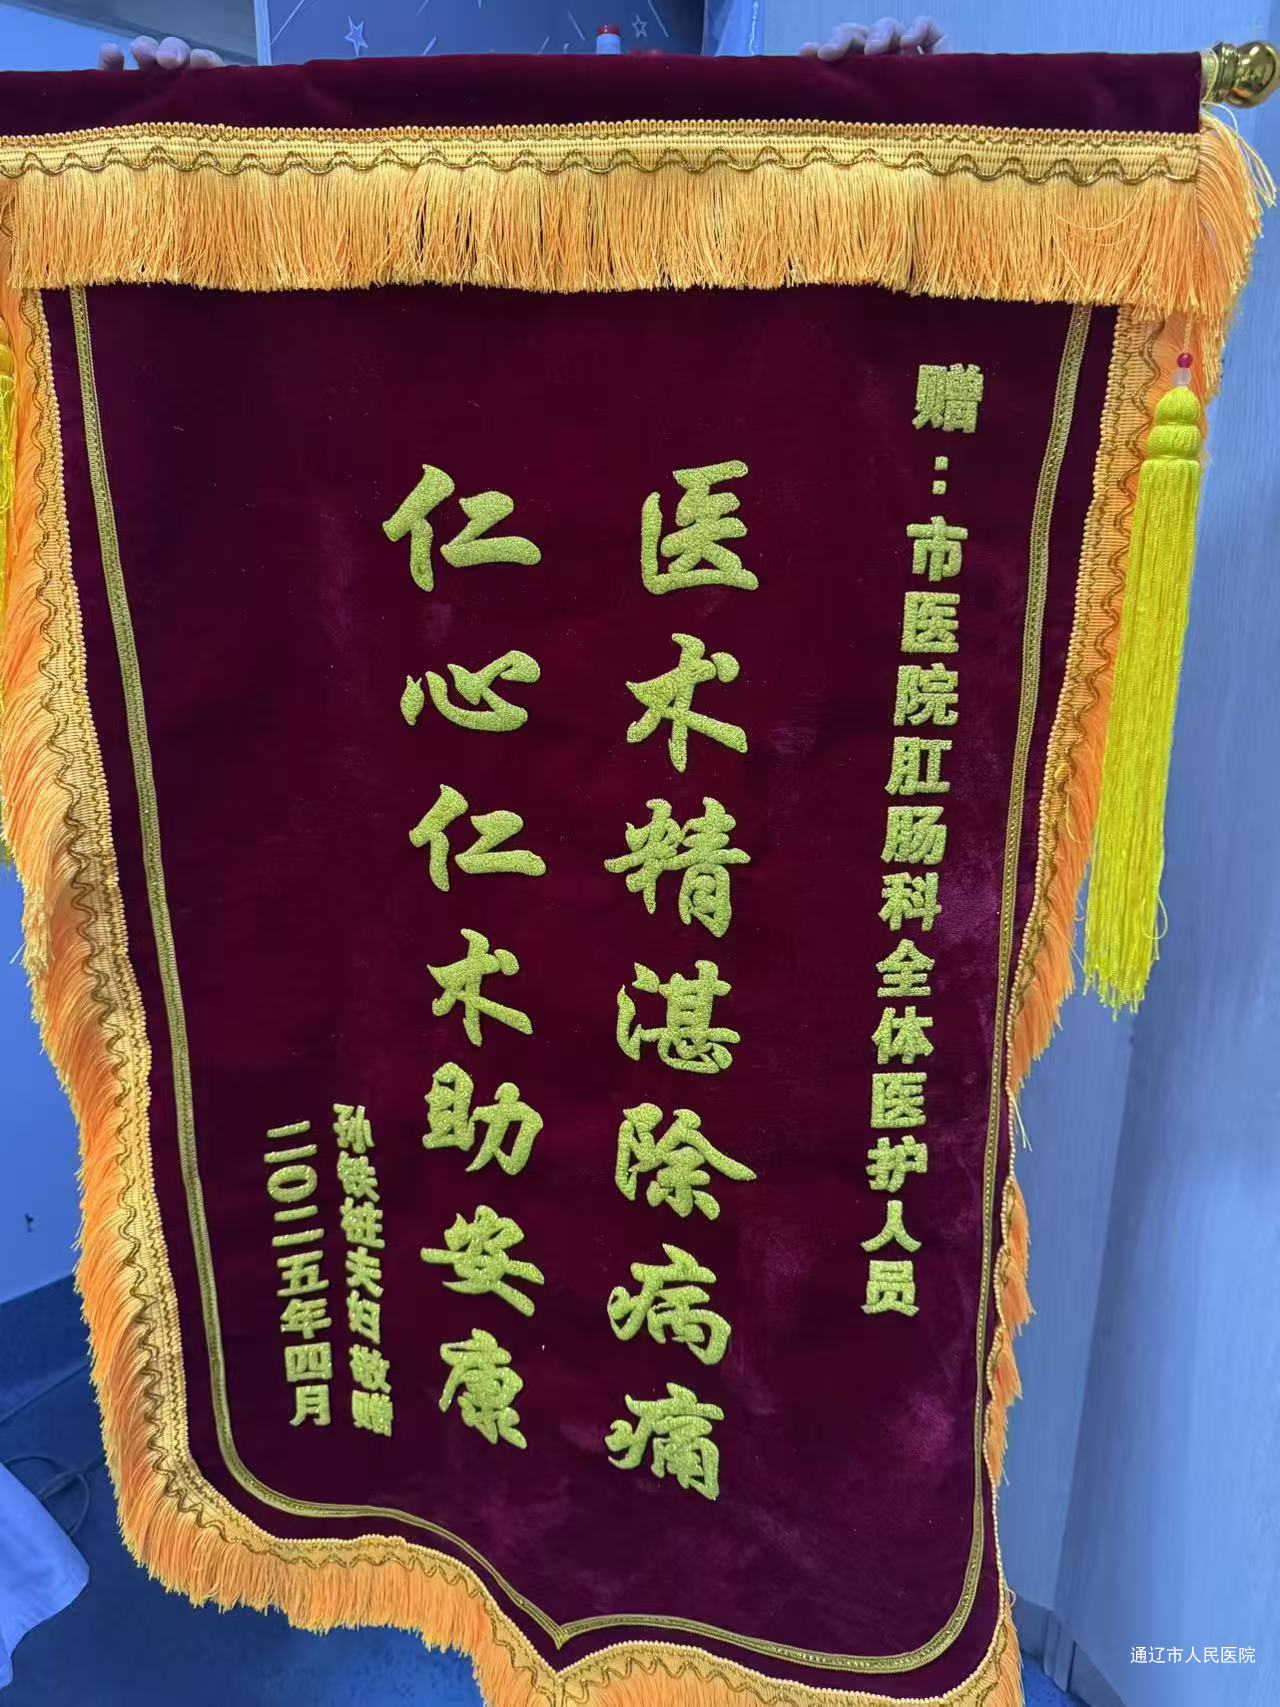 赠：市医院肛肠科全体医护人员
医术精湛除病痛
仁心仁术助安康
孙铁柱夫妇敬赠
二〇二五年四月
通辽市人民医院